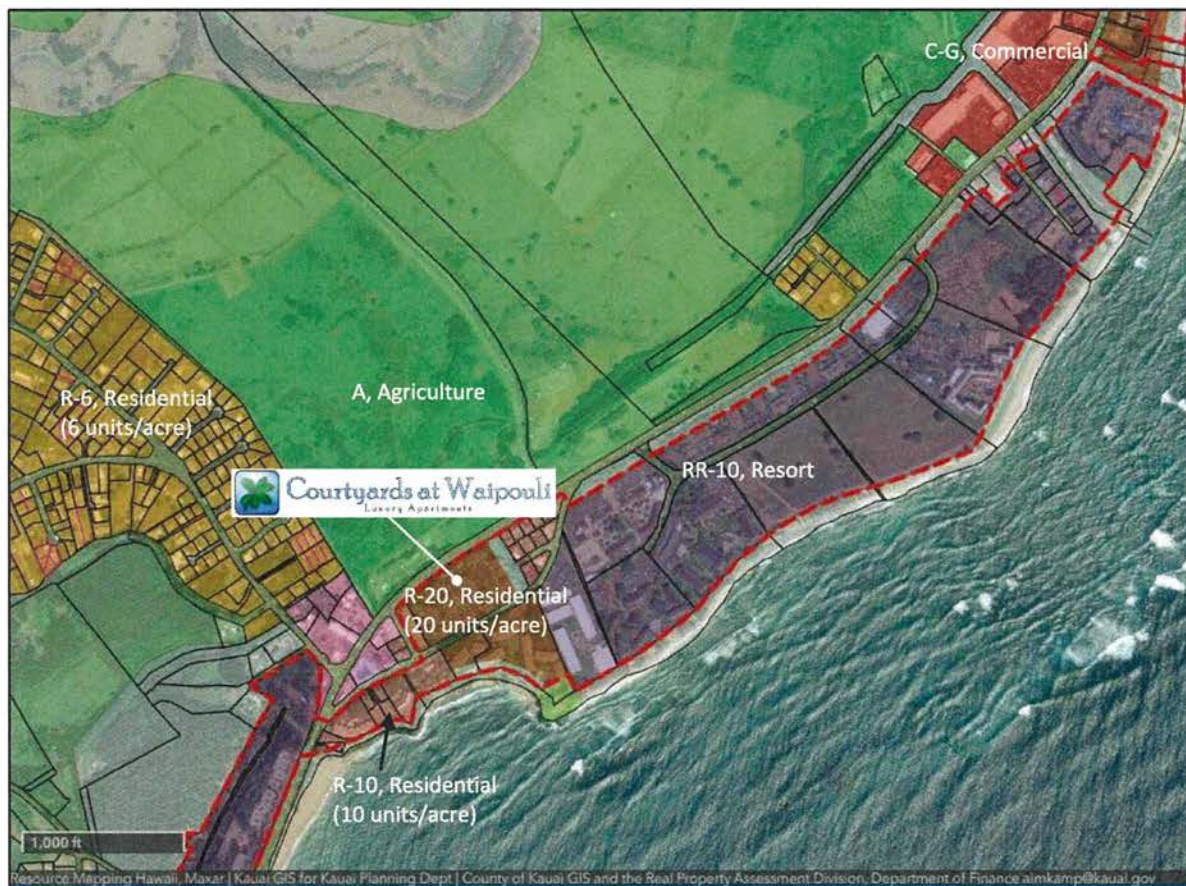 C-G, Commercial
R-6, Residential
(6 units/acre)
A, Agriculture
RR-10, Resort
Courtyards at Waipouli
Luxury Apartments
R-20, Residential
(20 units/acre)
R-10, Residential
(10 units/acre)
1,000 ft
Resource Mapping Hawaii, Maxar | Kauai GIS for Kauai Planning Dept | County of Kauai GIS and the Real Property Assessment Division, Department of Finance aimkamp@kauai.gov